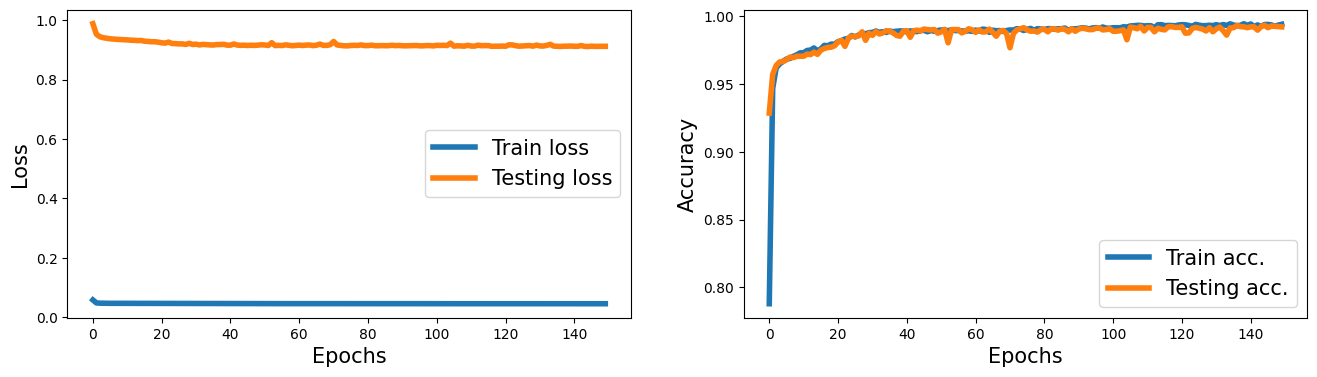 1.0
0.8
0.6
0.4
0.2
0.0
Loss
0 20 40 60 80 100 120 140
Epochs
Train loss
Testing loss
1.00
0.95
0.90
0.85
0.80
Accuracy
0 20 40 60 80 100 120 140
Epochs
Train acc.
Testing acc.